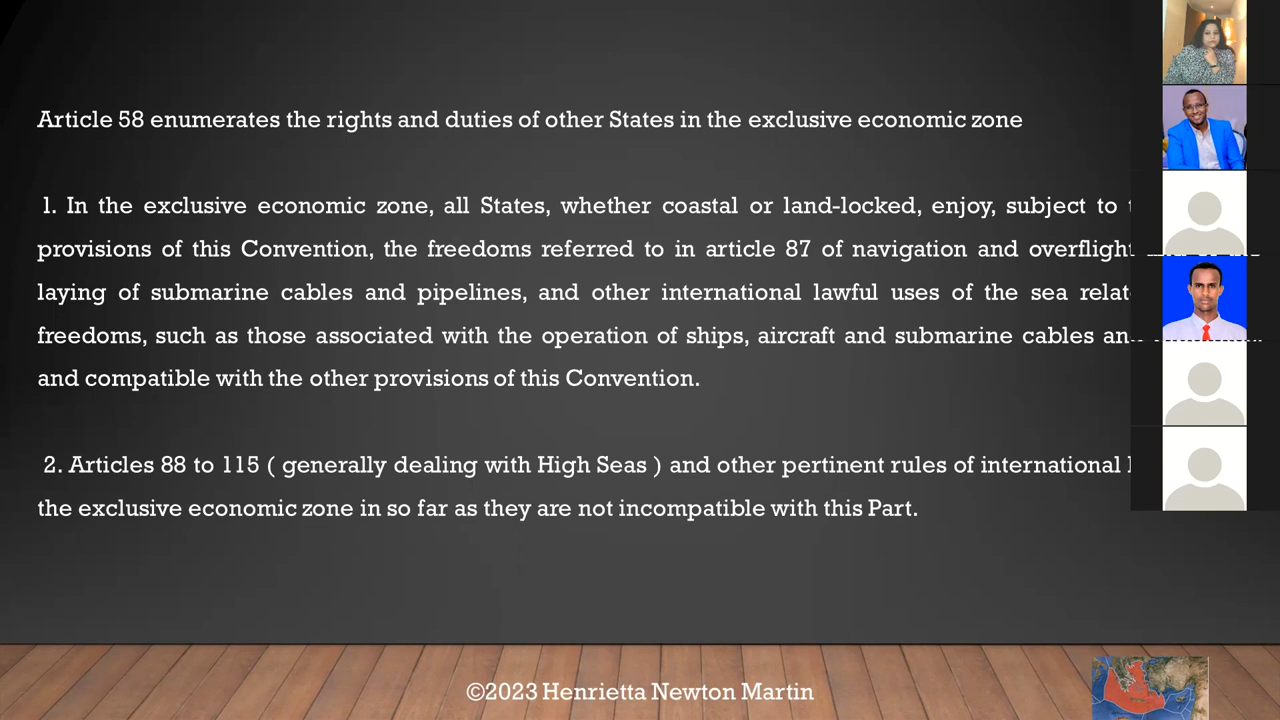 Article 58 enumerates the rights and duties of other States in the exclusive economic zone
1. In the exclusive economic zone, all States, whether coastal or land-locked, enjoy, subject to
provisions of this Convention, the freedoms referred to in article 87 of navigation and overflight
laying of submarine cables and pipelines, and other international lawful uses of the sea
freedoms, such as those associated with the operation of ships, aircraft and submarine cables
and compatible with the other provisions of this Convention.
2. Articles 88 to 115 ( generally dealing with High Seas ) and other pertinent rules of international
the exclusive economic zone in so far as they are not incompatible with this Part.
©2023 Henrietta Newton Martin